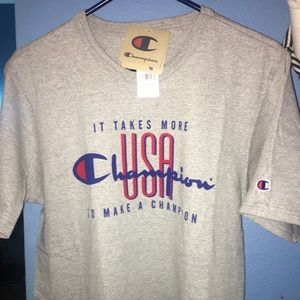 Champion
IT TAKES MORE
USA
Champion
TO MAKE A CHAMPION